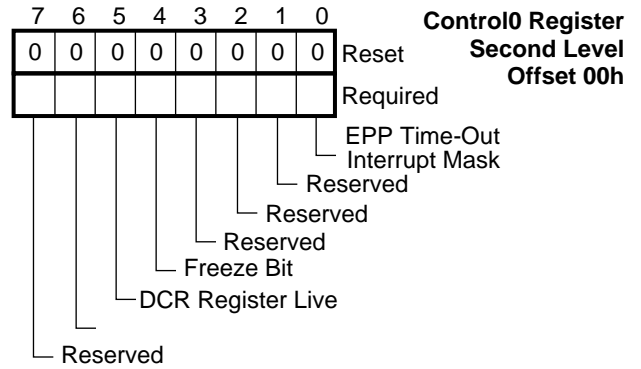 7 6 5 4 3 2 1 0
Control0 Register
Second Level
Offset 00h
0 0 0 0 0 0 0 0 Reset
Required
EPP Time-Out
Interrupt Mask
Reserved
Reserved
Reserved
Freeze Bit
DCR Register Live
Reserved